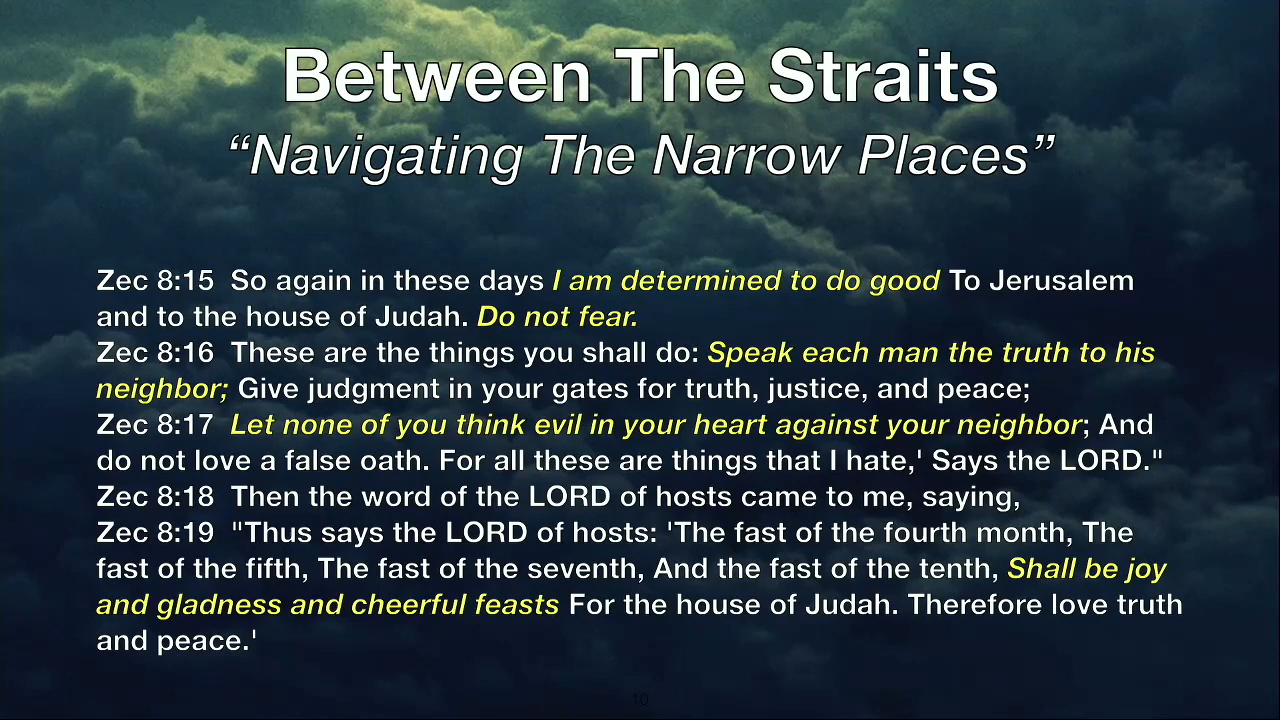 Between The Straits
“Navigating The Narrow Places”
Zec 8:15  So again in these days I am determined to do good To Jerusalem
and to the house of Judah. Do not fear.
Zec 8:16  These are the things you shall do: Speak each man the truth to his
neighbor; Give judgment in your gates for truth, justice, and peace;
Zec 8:17  Let none of you think evil in your heart against your neighbor; And
do not love a false oath. For all these are things that I hate,' Says the LORD."
Zec 8:18  Then the word of the LORD of hosts came to me, saying,
Zec 8:19  "Thus says the LORD of hosts: 'The fast of the fourth month, The
fast of the fifth, The fast of the seventh, And the fast of the tenth, Shall be joy
and gladness and cheerful feasts For the house of Judah. Therefore love truth
and peace.'
10